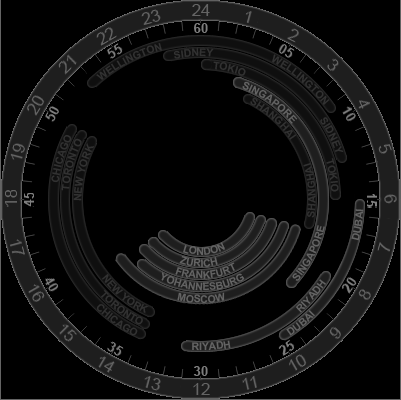 24
1
2
3
4
5
6
7
8
9
10
11
12
13
14
15
16
17
18
19
20
21
22
23
60
05
10
15
20
25
30
35
40
45
50
55
WELLINGTON
WELLINGTON
SiDNEY
SiDNEY
TOKIO
TOKIO
SINGAPORE
SINGAPORE
SHANGHAI
SHANGHAI
DUBAI
DUBAI
RIYADH
RIYADH
CHICAGO
TORONTO
NEW YORK
NEW YORK
TORONTO
CHICAGO
LONDON
ZURICH
FRANKFURT
YOHANNESBURG
MOSCOW